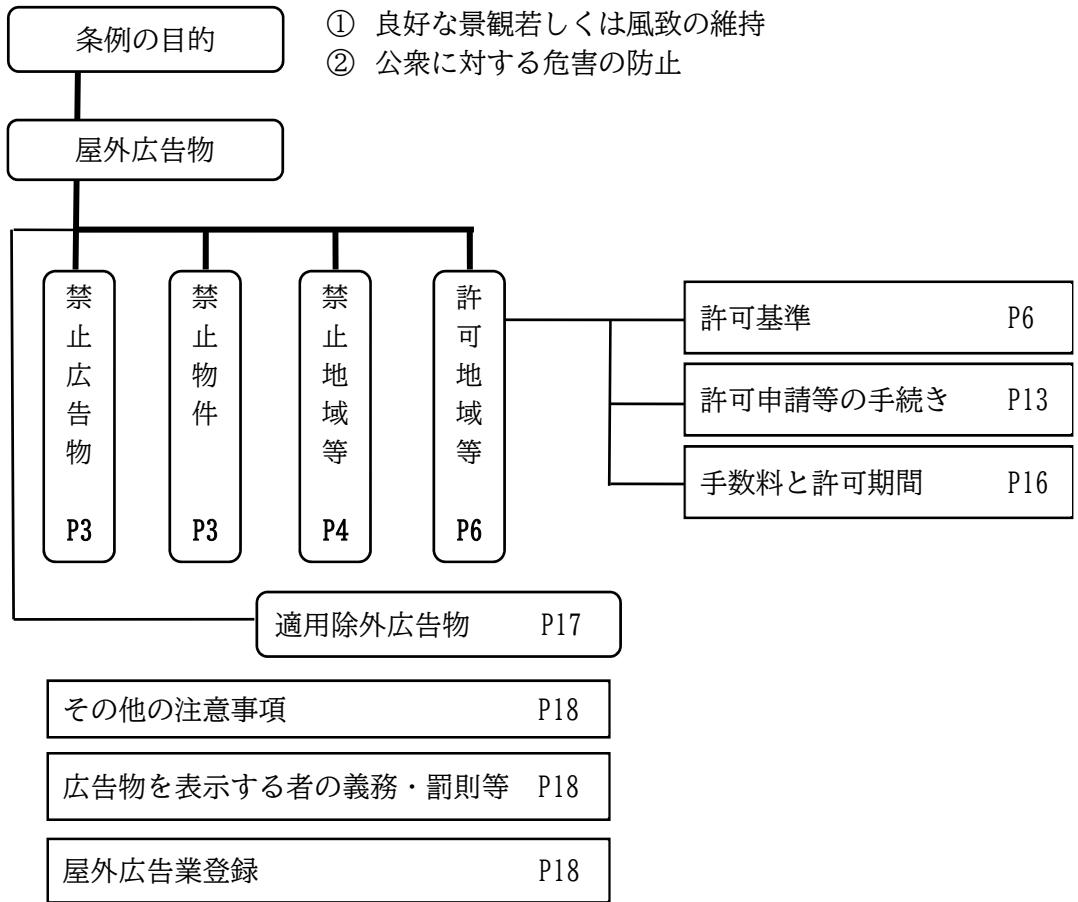 条例の目的
① 良好な景観若しくは風致の維持
② 公衆に対する危害の防止
屋外広告物
禁止広告物 P3
禁止物件 P3
禁止地域等 P4
許可地域等 P6
許可基準 P6
許可申請等の手続き P13
手数料と許可期間 P16
適用除外広告物 P17
その他の注意事項 P18
広告物を表示する者の義務・罰則等 P18
屋外広告業登録 P18